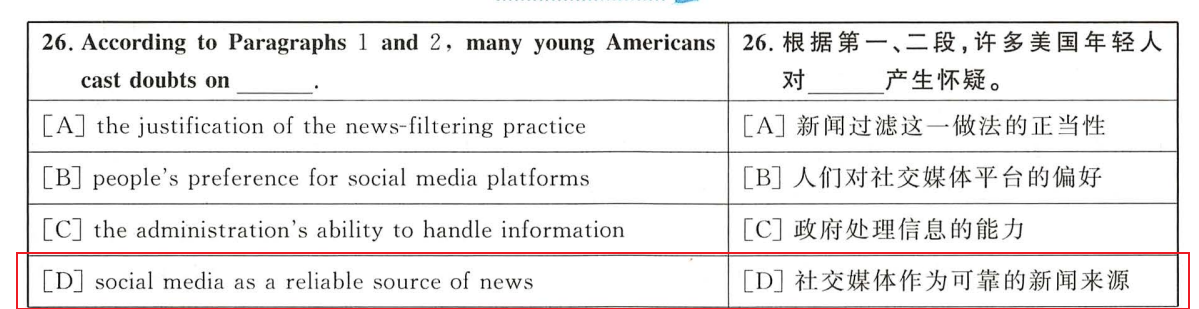 26. According to Paragraphs 1 and 2, many young Americans
cast doubts on ______.
26. 根据第一、二段,许多美国年轻人
对______产生怀疑。
[A] the justification of the news-filtering practice
[A] 新闻过滤这一做法的正当性
[B] people's preference for social media platforms
[B] 人们对社交媒体平台的偏好
[C] the administration's ability to handle information
[C] 政府处理信息的能力
[D] social media as a reliable source of news
[D] 社交媒体作为可靠的新闻来源